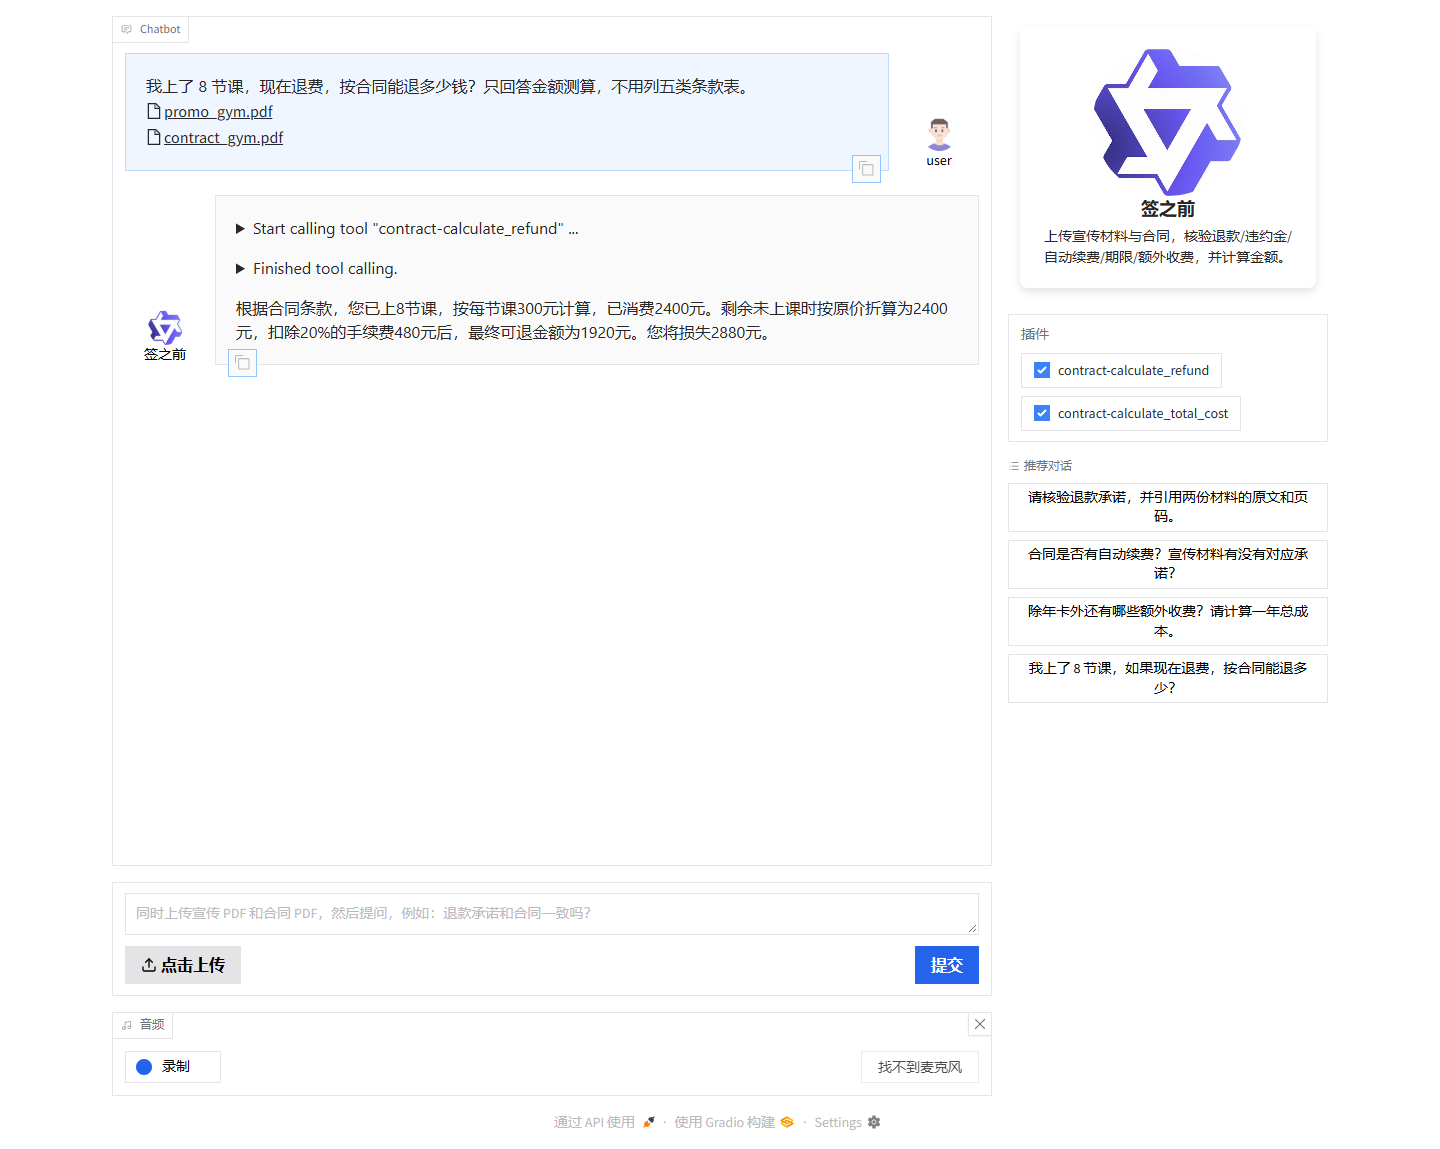 Chatbot
我上了 8 节课，现在退费，按合同能退多少钱？只回答金额测算，不用列五类条款表。
promo_gym.pdf
contract_gym.pdf
user
Start calling tool "contract-calculate_refund" ...
Finished tool calling.
根据合同条款，您已上8节课，按每节课300元计算，已消费2400元。剩余未上课时按原价折算为2400
元，扣除20%的手续费480元后，最终可退金额为1920元。您将损失2880元。
签之前
同时上传宣传 PDF 和合同 PDF，然后提问，例如：退款承诺和合同一致吗？
点击上传
提交
音频
录制
找不到麦克风
签之前
上传宣传材料与合同，核验退款/违约金/
自动续费/期限/额外收费，并计算金额。
插件
contract-calculate_refund
contract-calculate_total_cost
推荐对话
请核验退款承诺，并引用两份材料的原文和页
码。
合同是否有自动续费？宣传材料有没有对应承
诺？
除年卡外还有哪些额外收费？请计算一年总成
本。
我上了 8 节课，如果现在退费，按合同能退多
少？
通过 API 使用 · 使用 Gradio 构建 · Settings